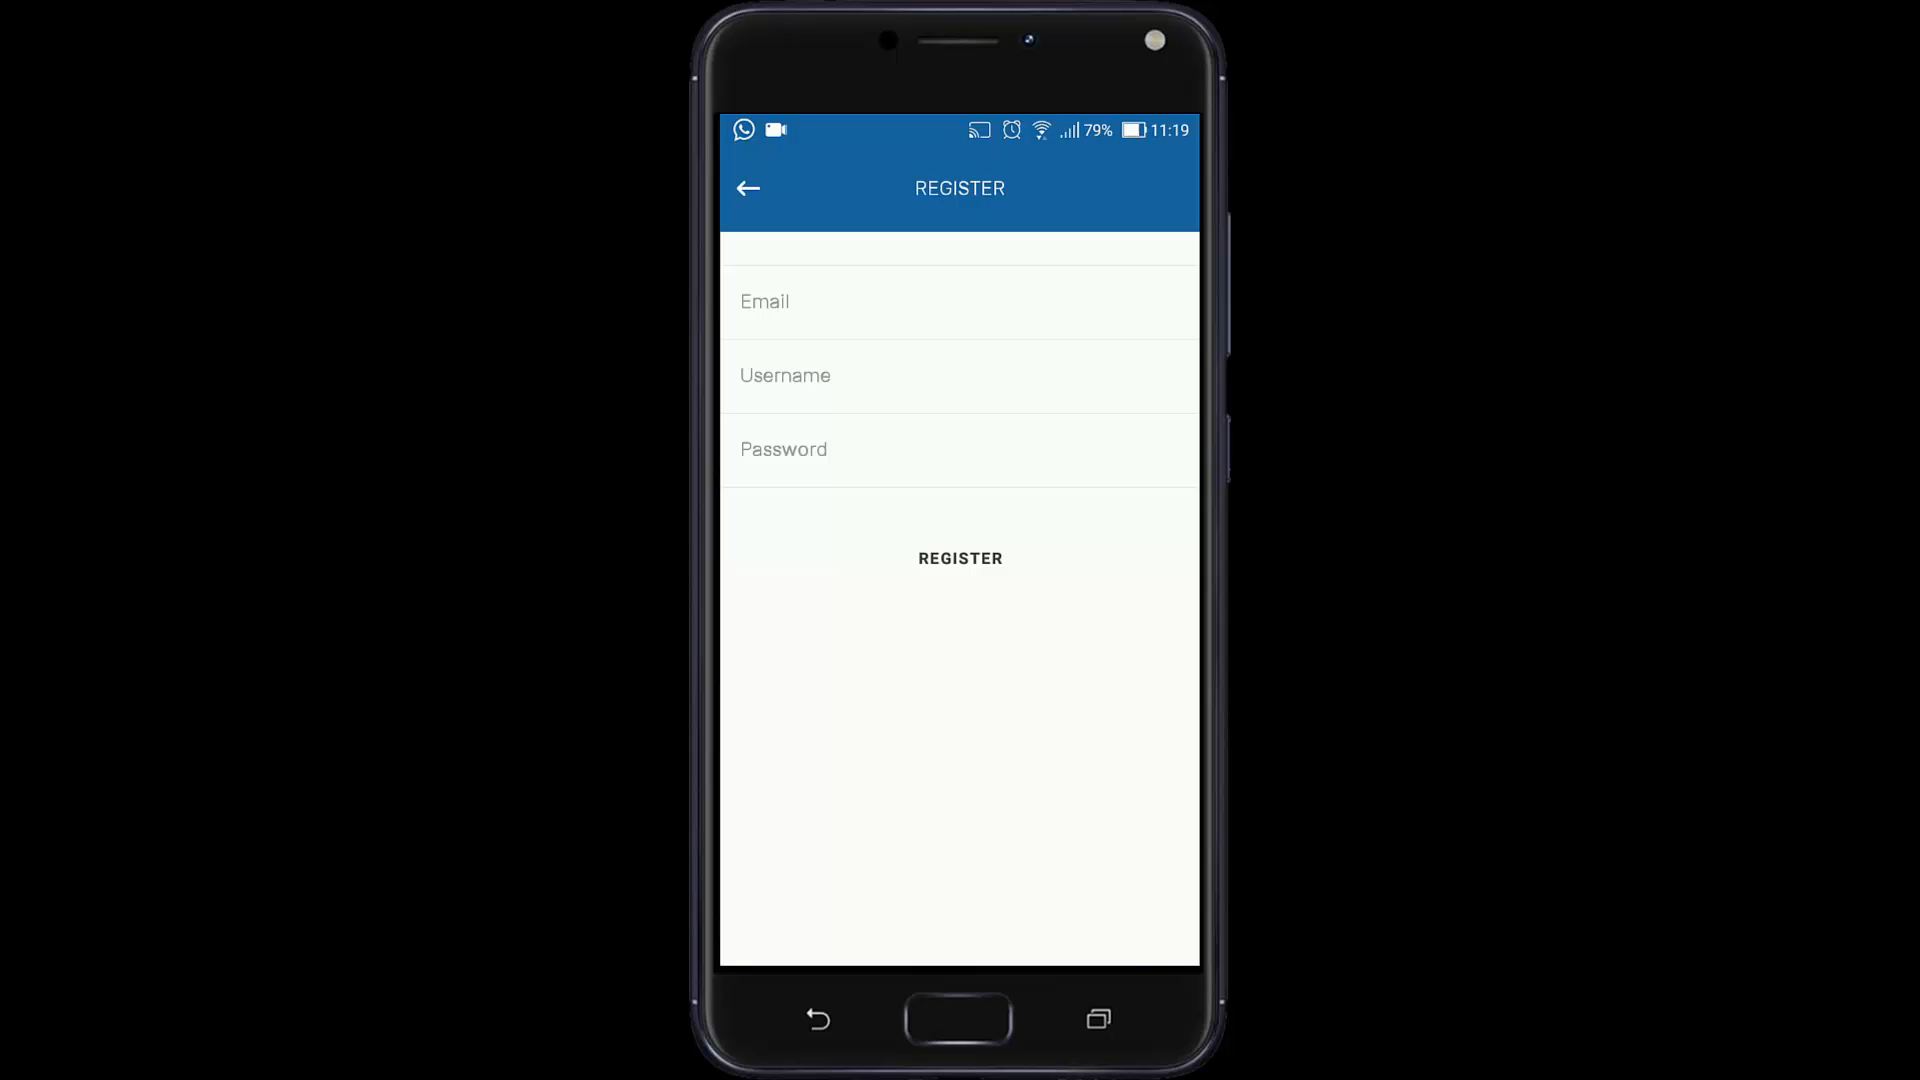 79% 11:19
REGISTER
Email
Username
Password
REGISTER